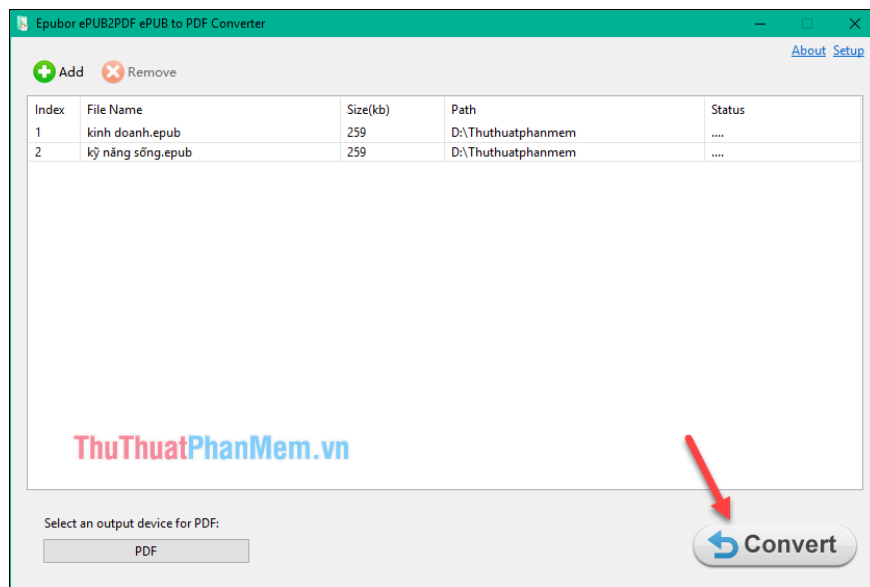 Epubor ePUB2PDF ePUB to PDF Converter
About Setup
Add Remove
Index File Name Size(kb) Path Status
1 kinh doanh.epub 259 D:\Thuthuatphanmem ....
2 kỹ năng sống.epub 259 D:\Thuthuatphanmem ....
ThuThuatPhanMem.vn
Select an output device for PDF:
PDF
Convert